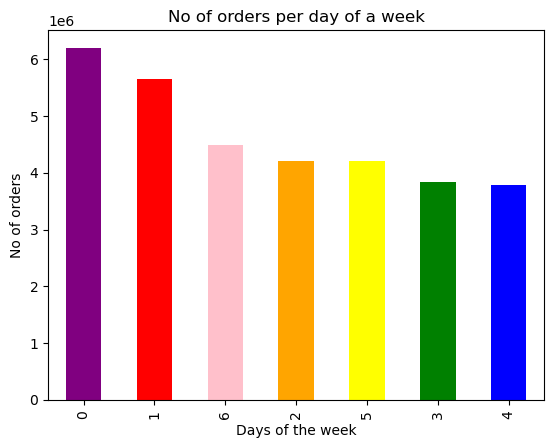 No of orders per day of a week
1e6
6
5
4
3
2
1
0
No of orders
0 1 6 2 5 3 4
Days of the week